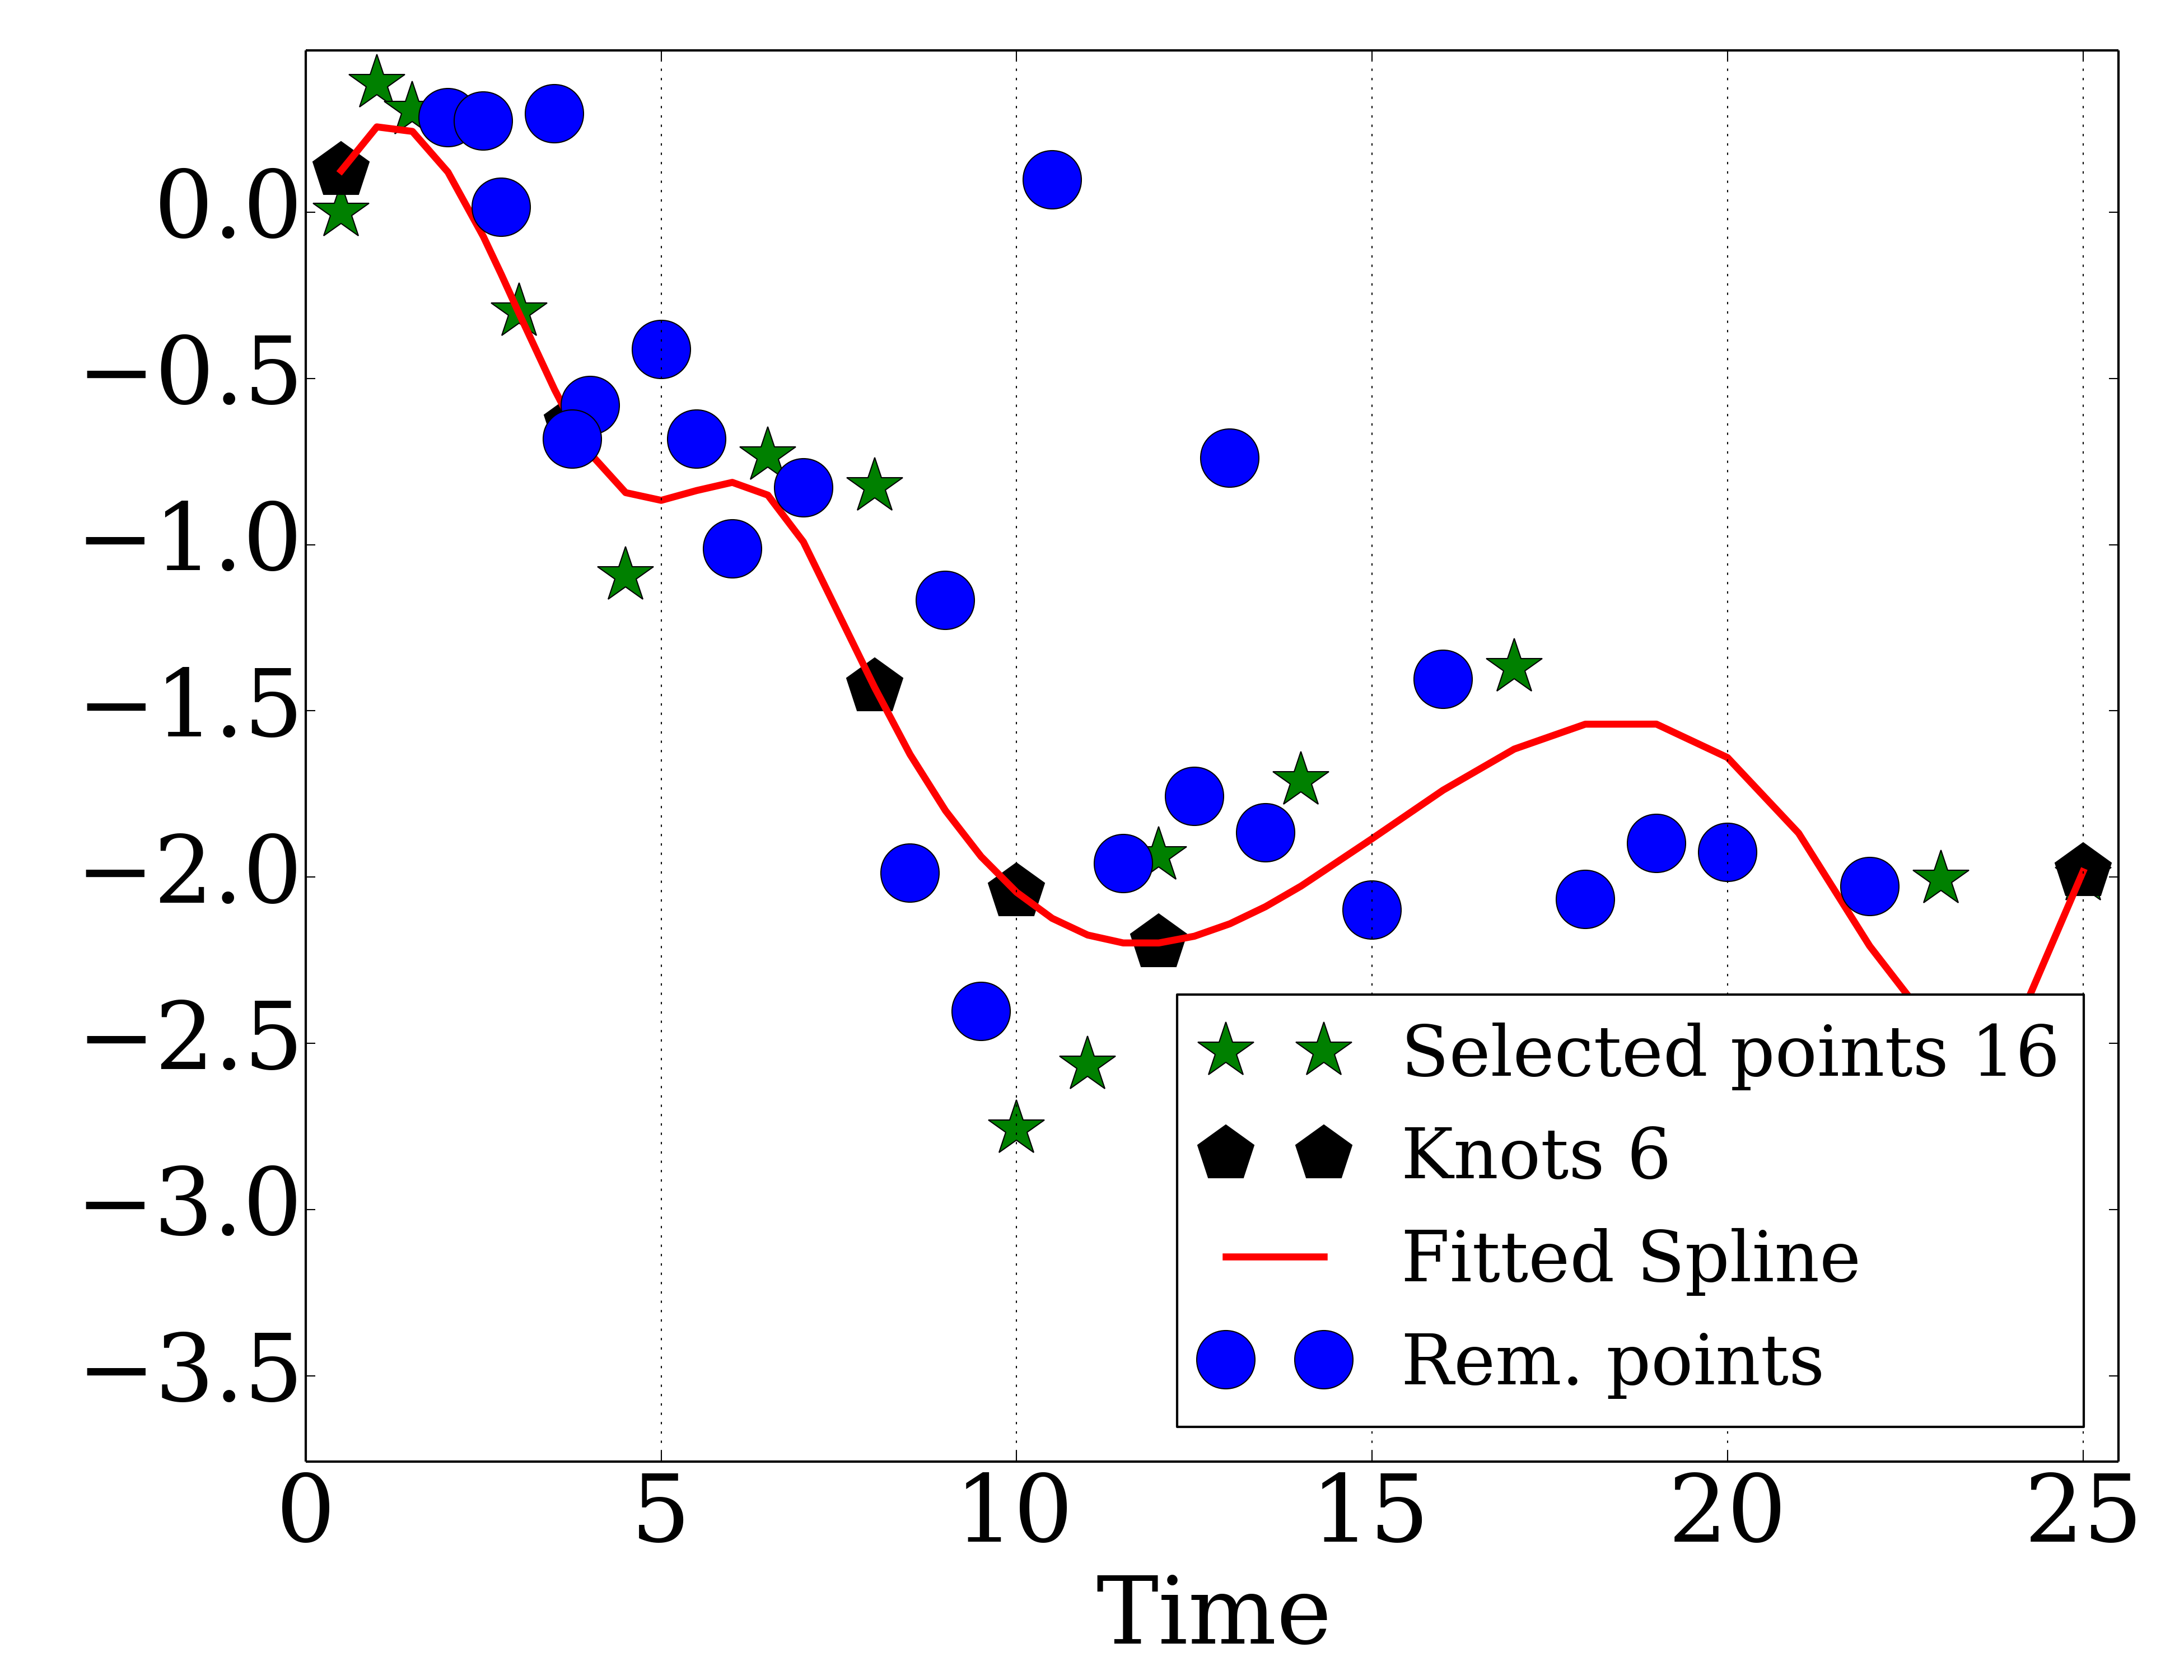 0.0
−0.5
−1.0
−1.5
−2.0
−2.5
−3.0
−3.5
Selected points 16
Knots 6
Fitted Spline
Rem. points
0 5 10 15 20 25
Time